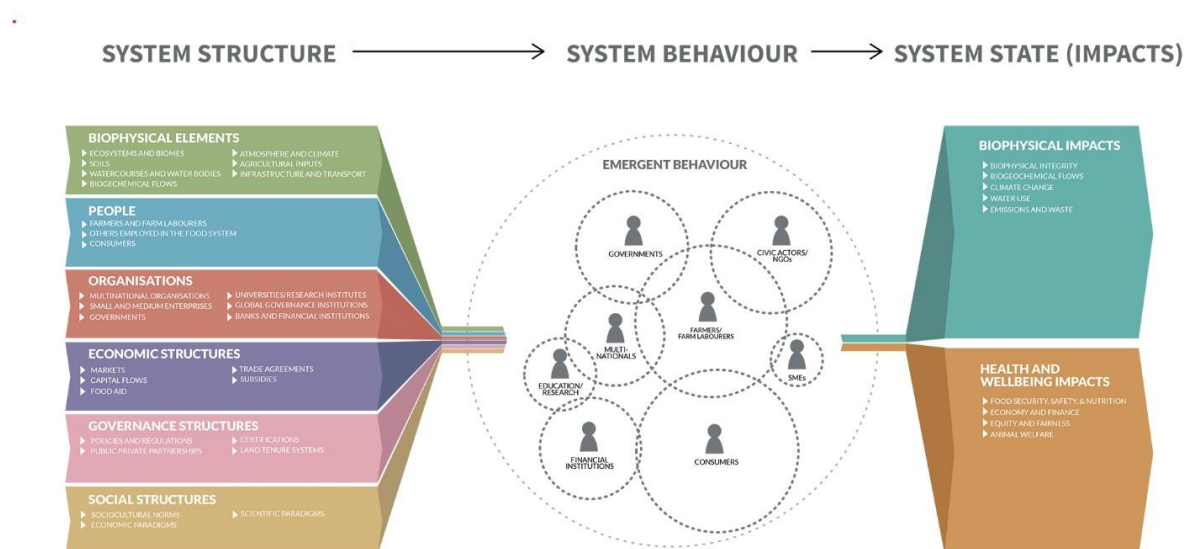 SYSTEM STRUCTURE
SYSTEM BEHAVIOUR
SYSTEM STATE (IMPACTS)
BIOPHYSICAL ELEMENTS
ECOSYSTEMS AND BIOMES
SOILS
WATERCOURSES AND WATER BODIES
BIOGECHEMICAL FLOWS
ATMOSPHERE AND CLIMATE
AGRICULTURAL INPUTS
INFRASTRUCTURE AND TRANSPORT
PEOPLE
FARMERS AND FARM LABOURERS
OTHERS EMPLOYED IN THE FOOD SYSTEM
CONSUMERS
ORGANISATIONS
MULTINATIONAL ORGANISATIONS
SMALL AND MEDIUM ENTERPRISES
GOVERNMENTS
UNIVERSITIES/RESEARCH INSTITUTES
GLOBAL GOVERNANCE INSTITUTIONS
BANKS AND FINANCIAL INSTITUTIONS
ECONOMIC STRUCTURES
MARKETS
CAPITAL FLOWS
FOOD AID
TRADE AGREEMENTS
SUBSIDIES
GOVERNANCE STRUCTURES
POLICIES AND REGULATIONS
PUBLIC PRIVATE PARTNERSHIPS
CERTIFICATIONS
LAND TENURE SYSTEMS
SOCIAL STRUCTURES
SOCIOCULTURAL NORMS
ECONOMIC PARADIGMS
SCIENTIFIC PARADIGMS
EMERGENT BEHAVIOUR
GOVERNMENTS
CIVIC ACTORS/
NGOs
FARMERS/
FARM LABOURERS
MULTI-
NATIONALS
SMEs
EDUCATION/
RESEARCH
FINANCIAL
INSTITUTIONS
CONSUMERS
BIOPHYSICAL IMPACTS
BIOPHYSICAL INTEGRITY
BIOGEOCHEMICAL FLOWS
CLIMATE CHANGE
WATER USE
EMISSIONS AND WASTE
HEALTH AND
WELLBEING IMPACTS
FOOD SECURITY, SAFETY, & NUTRITION
ECONOMY AND FINANCE
EQUITY AND FAIRNESS
ANIMAL WELFARE